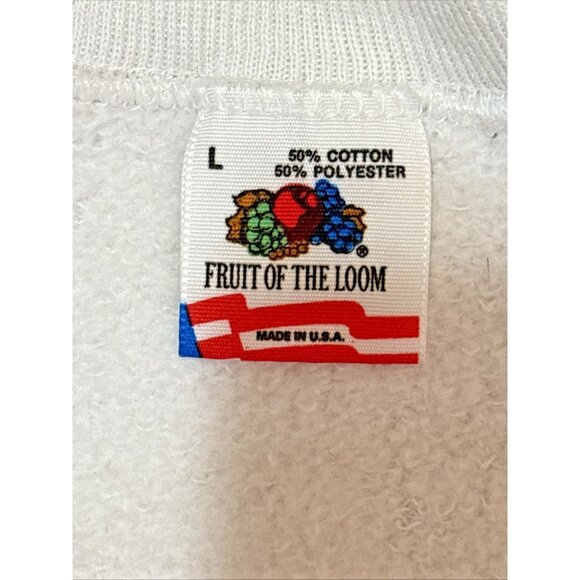 L
50% COTTON
50% POLYESTER
®
FRUIT OF THE LOOM
MADE IN U.S.A.